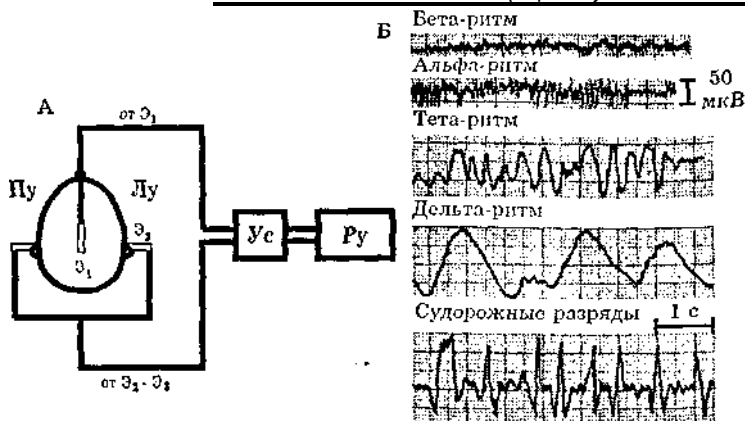 А
от Э₁
Пу
Лу
Э₂
Э₁
Ус
Ру
от Э₂ - Э₃
Б
Бета-ритм
Альфа-ритм
50
мкВ
Тета-ритм
Дельта-ритм
Судорожные разряды
1 с